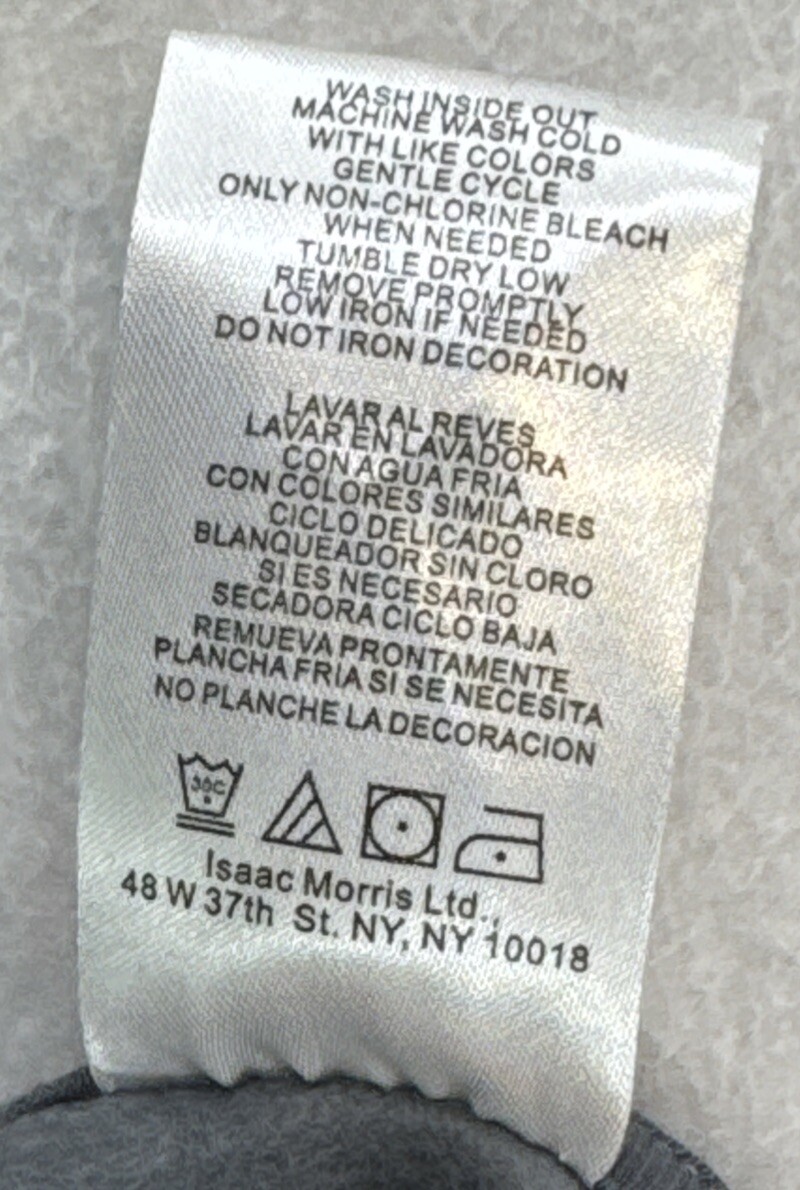 WASH INSIDE OUT
MACHINE WASH COLD
WITH LIKE COLORS
GENTLE CYCLE
ONLY NON-CHLORINE BLEACH
WHEN NEEDED
TUMBLE DRY LOW
REMOVE PROMPTLY
LOW IRON IF NEEDED
DO NOT IRON DECORATION
LAVAR AL REVES
LAVAR EN LAVADORA
CON AGUA FRIA
CON COLORES SIMILARES
CICLO DELICADO
BLANQUEADOR SIN CLORO
SI ES NECESARIO
SECADORA CICLO BAJA
REMUEVA PRONTAMENTE
PLANCHA FRIA SI SE NECESITA
NO PLANCHE LA DECORACION
30C
Isaac Morris Ltd.,
48 W 37th St. NY, NY 10018